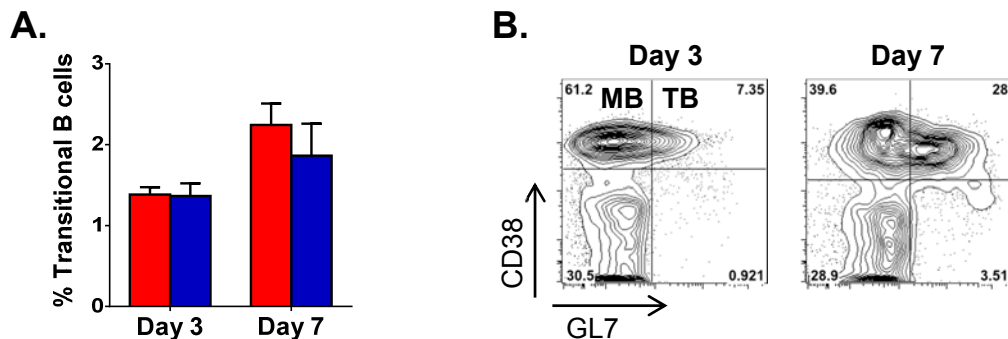 A.
% Transitional B cells
3
2
1
0
Day 3 Day 7
B.
Day 3 Day 7
61.2 MB TB 7.35
30.5 0.921
39.6 28
28.9 3.51
CD38
GL7